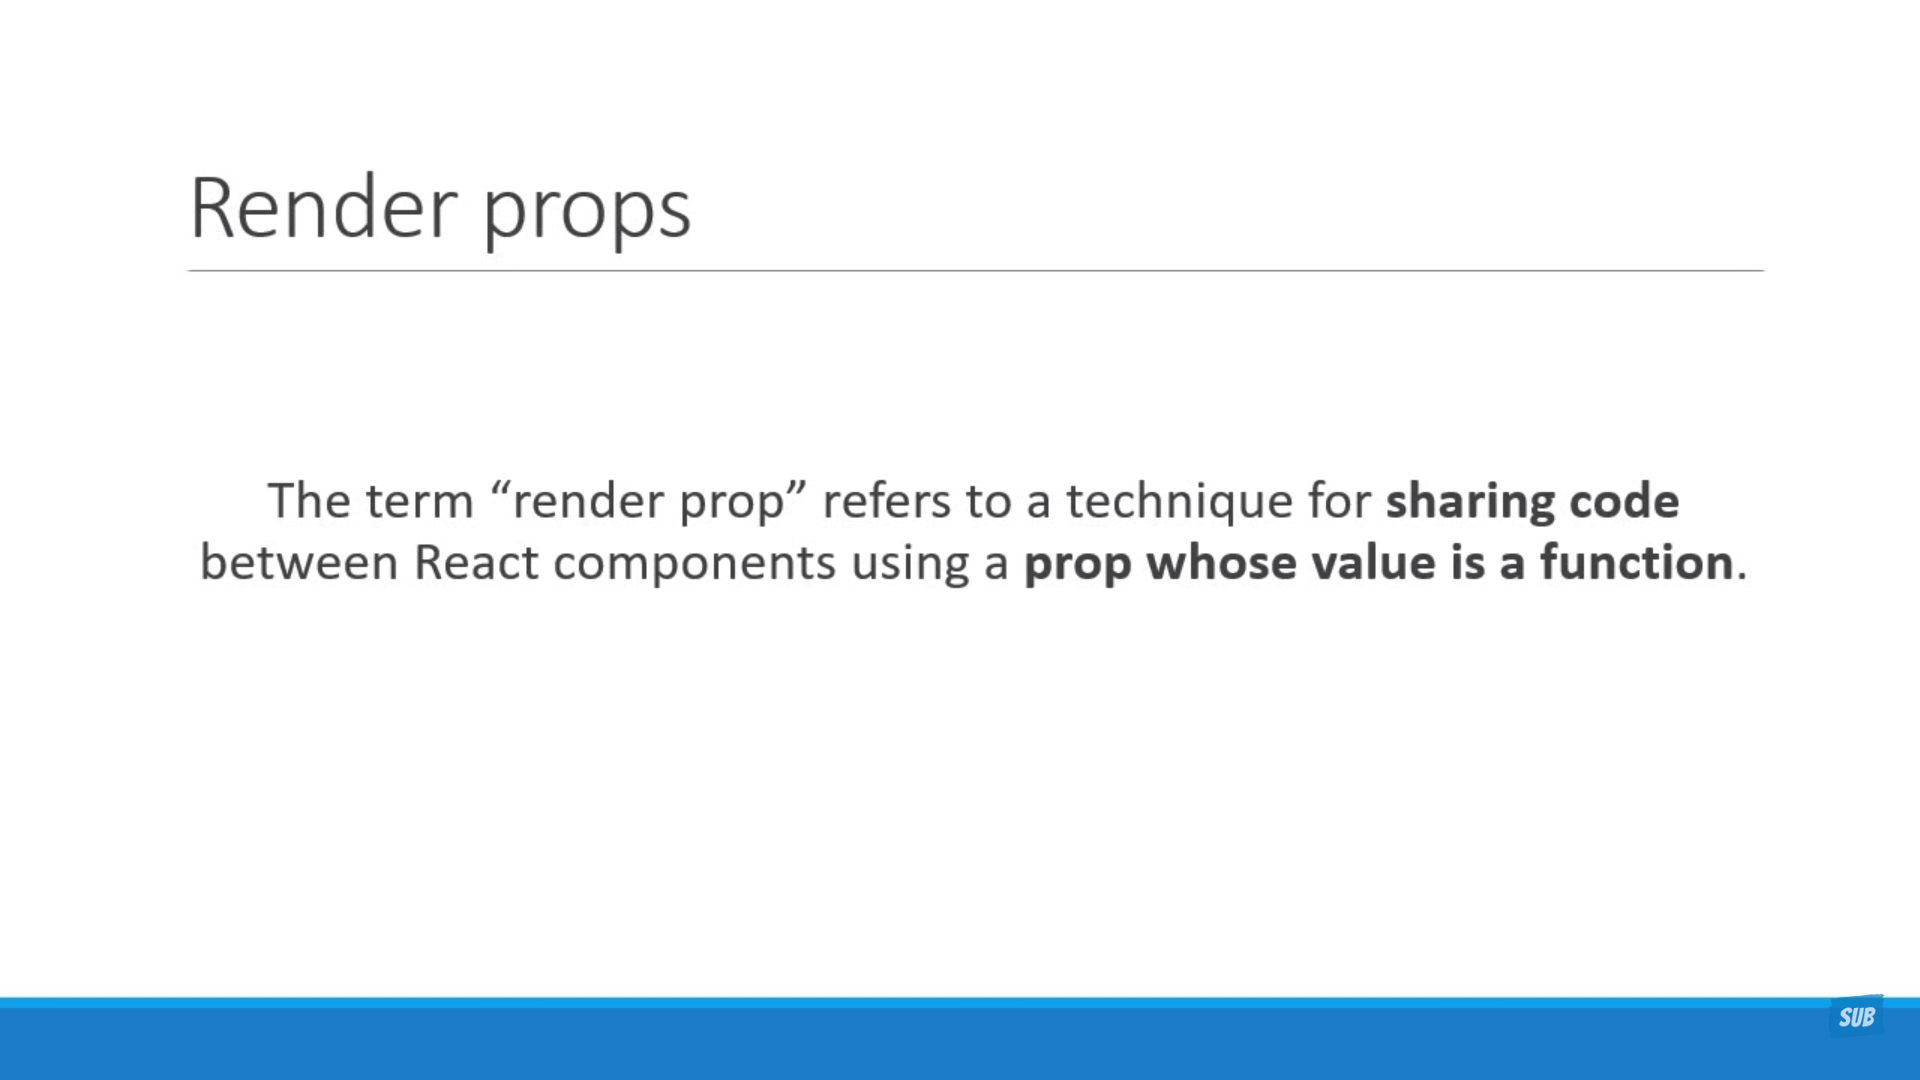 Render props
The term “render prop” refers to a technique for sharing code
between React components using a prop whose value is a function.
SUB